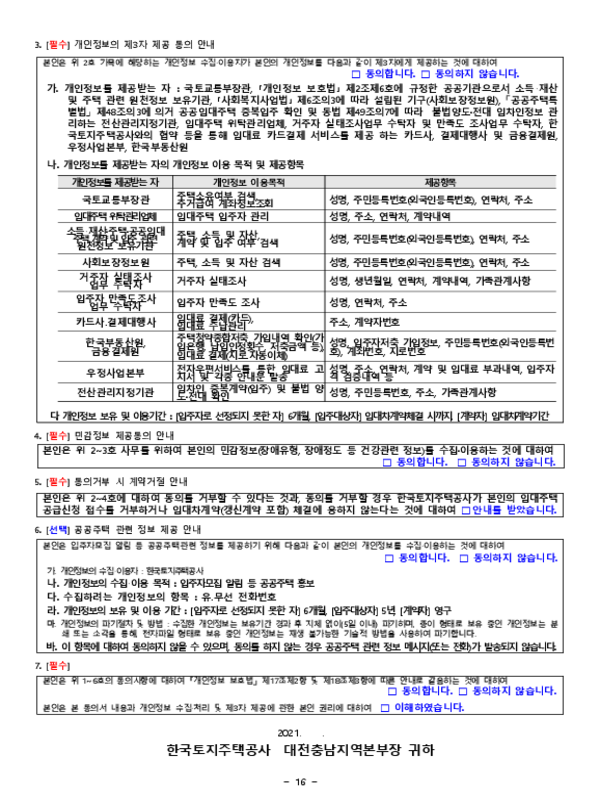 3. [필수] 개인정보의 제3자 제공 동의 안내
본인은 위 2호 가목에 해당하는 개인정보 수집·이용자가 본인의 개인정보를 다음과 같이 제3자에게 제공하는 것에 대하여
□ 동의합니다. □ 동의하지 않습니다.
가. 개인정보를 제공받는 자 : 국토교통부장관, 「개인정보 보호법」 제2조제6호에 규정한 공공기관으로서 소득·재산
및 주택 관련 원천정보 보유기관, 「사회복지사업법」 제6조의3에 따라 설립된 기구(사회보장정보원), 「공공주택특
별법」 제48조의3에 의거 공공임대주택 중복입주 확인 및 동법 제49조의7에 따라 불법양도·전대 임차인정보 관
리하는 전산관리지정기관, 임대주택 위탁관리업체, 거주자 실태조사업무 수탁자 및 만족도 조사업무 수탁자, 한
국토지주택공사와의 협약 등을 통해 임대료 카드결제 서비스를 제공 하는 카드사, 결제대행사 및 금융결제원,
우정사업본부, 한국부동산원
나. 개인정보를 제공받는 자의 개인정보 이용 목적 및 제공항목
개인정보를 제공받는 자 개인정보 이용목적 제공항목
국토교통부장관 주택소유여부 검색 주거급여 계좌정보조회 성명, 주민등록번호(외국인등록번호), 연락처, 주소
임대주택 위탁관리업체 임대주택 입주자 관리 성명, 주소, 연락처, 계약내역
소득·재산·주택·공공임대주택 계약 및 입주 관련 원천정보 보유기관 주택, 소득 및 자산, 계약 및 입주 여부 검색 성명, 주민등록번호(외국인등록번호), 연락처, 주소
사회보장정보원 주택, 소득 및 자산 검색 성명, 주민등록번호(외국인등록번호), 연락처, 주소
거주자 실태조사 업무 수탁자 거주자 실태조사 성명, 생년월일, 연락처, 계약내역, 가족관계사항
입주자 만족도조사 업무 수탁자 입주자 만족도 조사 성명, 연락처, 주소
카드사·결제대행사 임대료 결제(카드), 임대료 수납관리 주소, 계약자번호
한국부동산원, 금융결제원 주택청약종합저축 가입내역 확인(가입은행, 납입인정회수, 저축금액 등), 임대료 결제(지로·자동이체) 성명, 입주자저축 가입정보, 주민등록번호(외국인등록번호), 계좌번호, 지로번호
우정사업본부 전자우편서비스를 통한 임대료 고지서 및 각종 안내문 발송 성명, 주소, 연락처, 계약 및 임대료 부과내역, 입주자격 검증내역 등
전산관리지정기관 임차인 중복계약(입주) 및 불법 양도·전대 확인 성명, 주민등록번호, 주소, 가족관계사항
다 개인정보 보유 및 이용기간 : [입주자로 선정되지 못한 자] 6개월, [입주대상자] 임대차계약체결 시까지, [계약자] 임대차계약기간
4. [필수] 민감정보 제공동의 안내
본인은 위 2~3호 사무를 위하여 본인의 민감정보(장애유형, 장애정도 등 건강관련 정보)를 수집·이용하는 것에 대하여
□ 동의합니다. □ 동의하지 않습니다.
5. [필수] 동의거부 시 계약거절 안내
본인은 위 2~4호에 대하여 동의를 거부할 수 있다는 것과, 동의를 거부할 경우 한국토지주택공사가 본인의 임대주택
공급신청 접수를 거부하거나 임대차계약(갱신계약 포함) 체결에 응하지 않는다는 것에 대하여 □ 안내를 받았습니다.
6. [선택] 공공주택 관련 정보 제공 안내
본인은 입주자모집 알림 등 공공주택관련 정보를 제공하기 위해 다음과 같이 본인의 개인정보를 수집·이용하는 것에 대하여
□ 동의합니다. □ 동의하지 않습니다.
가. 개인정보의 수집·이용자 : 한국토지주택공사
나. 개인정보의 수집·이용 목적 : 입주자모집 알림 등 공공주택 홍보
다. 수집하려는 개인정보의 항목 : 유·무선 전화번호
라. 개인정보의 보유 및 이용 기간 : [입주자로 선정되지 못한 자] 6개월, [입주대상자] 5년, [계약자] 영구
마. 개인정보의 파기절차 및 방법 : 수집한 개인정보는 보유기간 경과 후 지체 없이(5일 이내) 파기하며, 종이 형태로 보유 중인 개인정보는 분
쇄 또는 소각을 통해, 전자파일 형태로 보유 중인 개인정보는 재생 불가능한 기술적 방법을 사용하여 파기합니다.
바. 이 항목에 대하여 동의하지 않을 수 있으며, 동의를 하지 않는 경우 공공주택 관련 정보 메시지(또는 전화)가 발송되지 않습니다.
7. [필수]
본인은 위 1~6호의 동의사항에 대하여 「개인정보 보호법」 제17조제2항 및 제18조제3항에 따른 안내로 갈음하는 것에 대하여
□ 동의합니다. □ 동의하지 않습니다.
본인은 본 동의서 내용과 개인정보 수집·처리 및 제3자 제공에 관한 본인 권리에 대하여 □ 이해하였습니다.
2021. .
한국토지주택공사 대전충남지역본부장 귀하
- 16 -